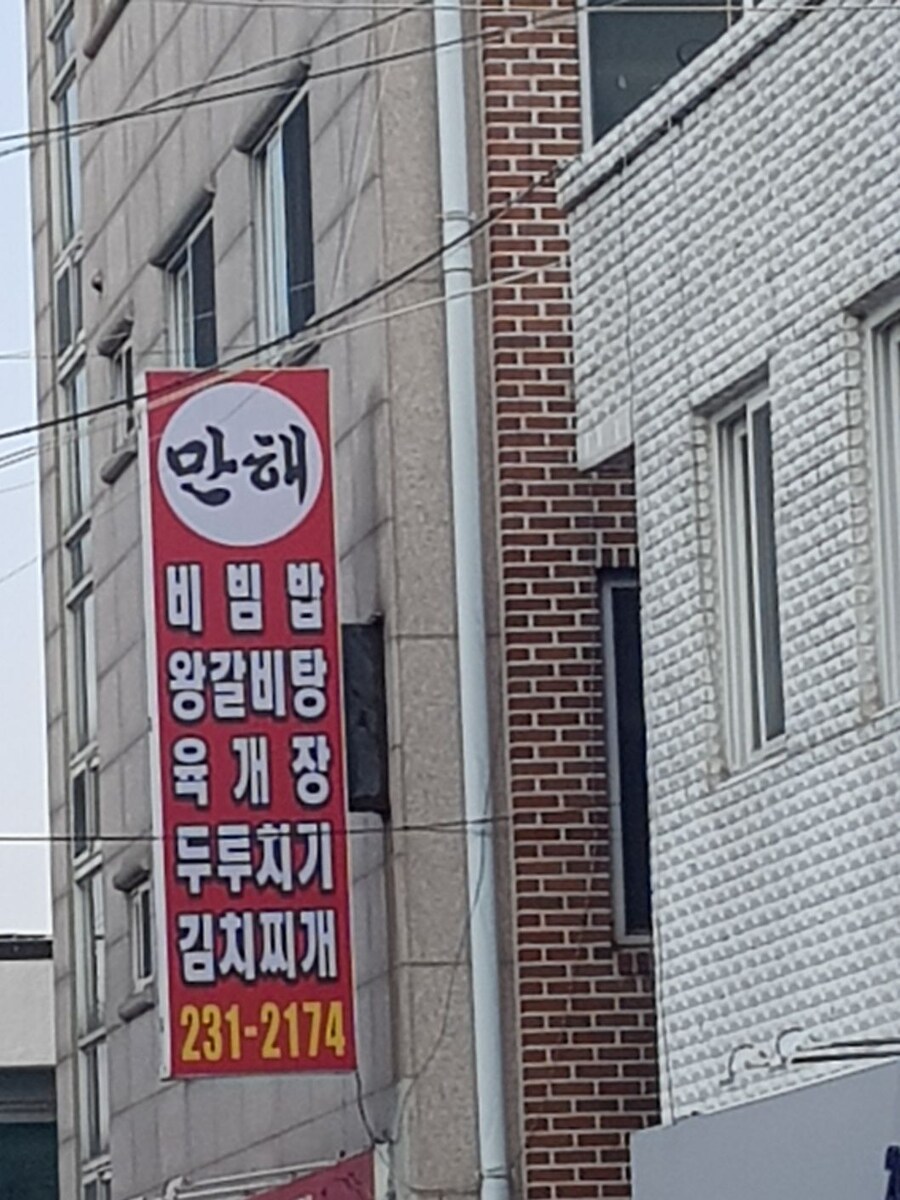 만해
비빔밥
왕갈비탕
육개장
두루치기
김치찌개
231-2174